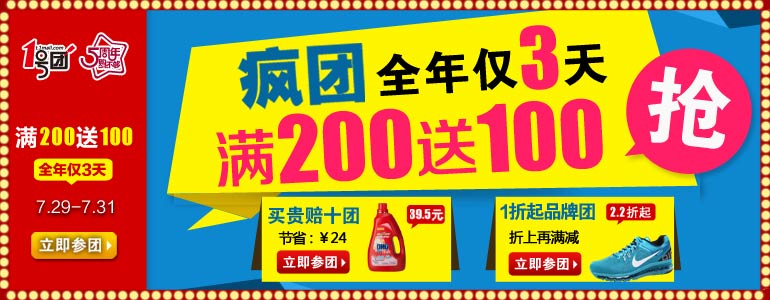 t.1mall.com
1号团
5周年
满200送100
全年仅3天
7.29-7.31
立即参团
疯团 全年仅3天
满200送100
抢
买贵赔十团
39.5元
节省:¥24
立即参团
1折起品牌团
2.2折起
折上再满减
立即参团